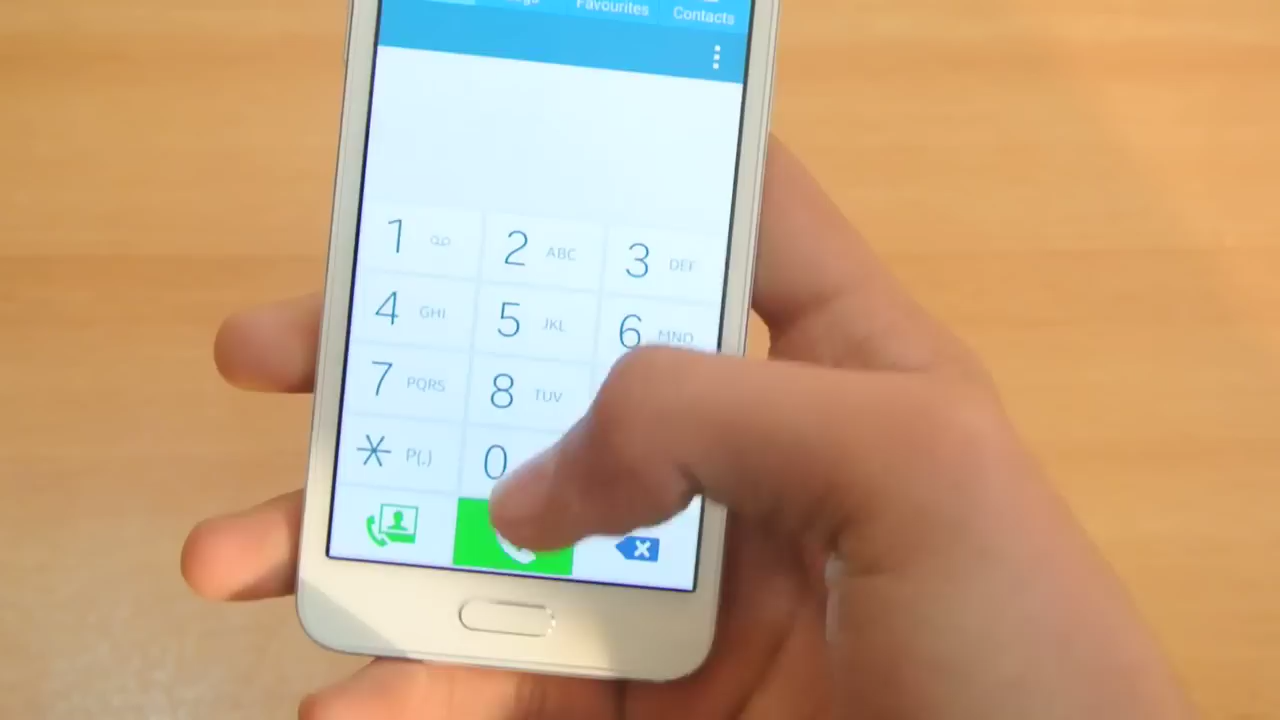 Favourites Contacts
1 2 ABC 3 DEF
4 GHI 5 JKL 6 MNO
7 PQRS 8 TUV
* P(,) 0